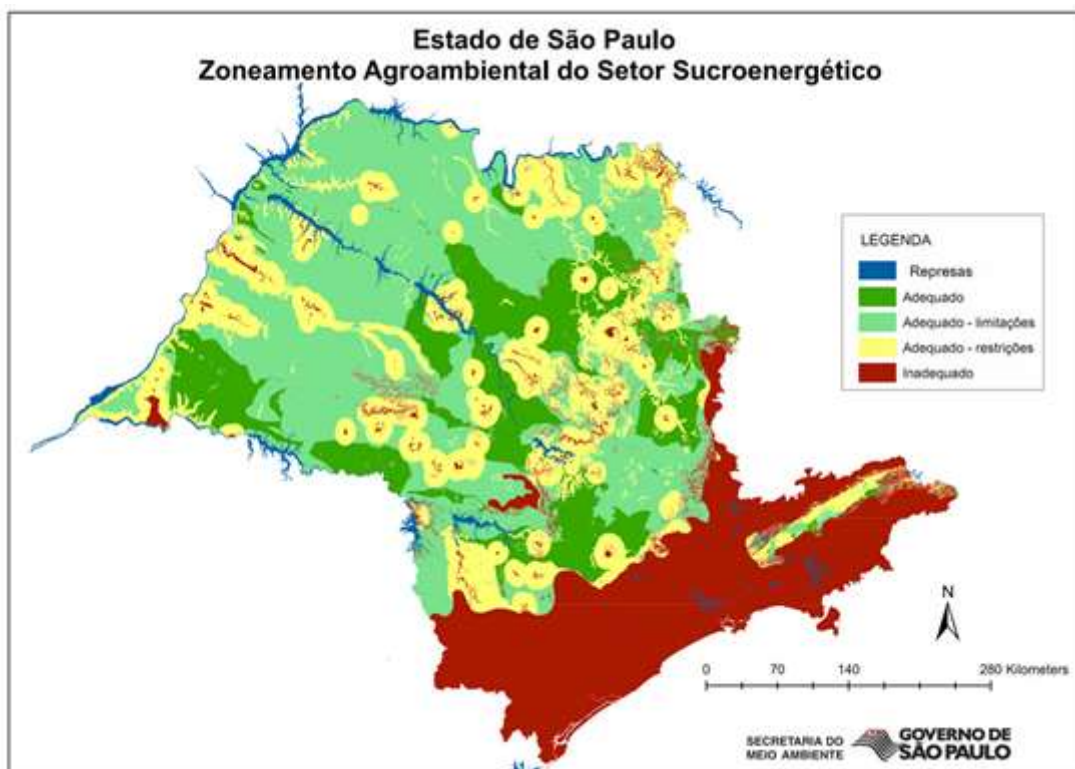 Estado de São Paulo
Zoneamento Agroambiental do Setor Sucroenergético
LEGENDA
Represas
Adequado
Adequado - limitações
Adequado - restrições
Inadequado
N
0 70 140 280 Kilometers
SECRETARIA DO
MEIO AMBIENTE
GOVERNO DE
SÃO PAULO